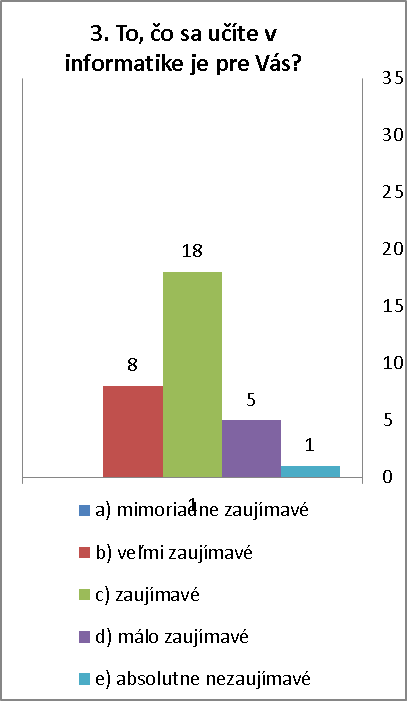 3. To, čo sa učíte v
informatike je pre Vás?
35
30
25
20
15
10
5
0
8
18
5
1
1
a) mimoriadne zaujímavé
b) veľmi zaujímavé
c) zaujímavé
d) málo zaujímavé
e) absolutne nezaujímavé